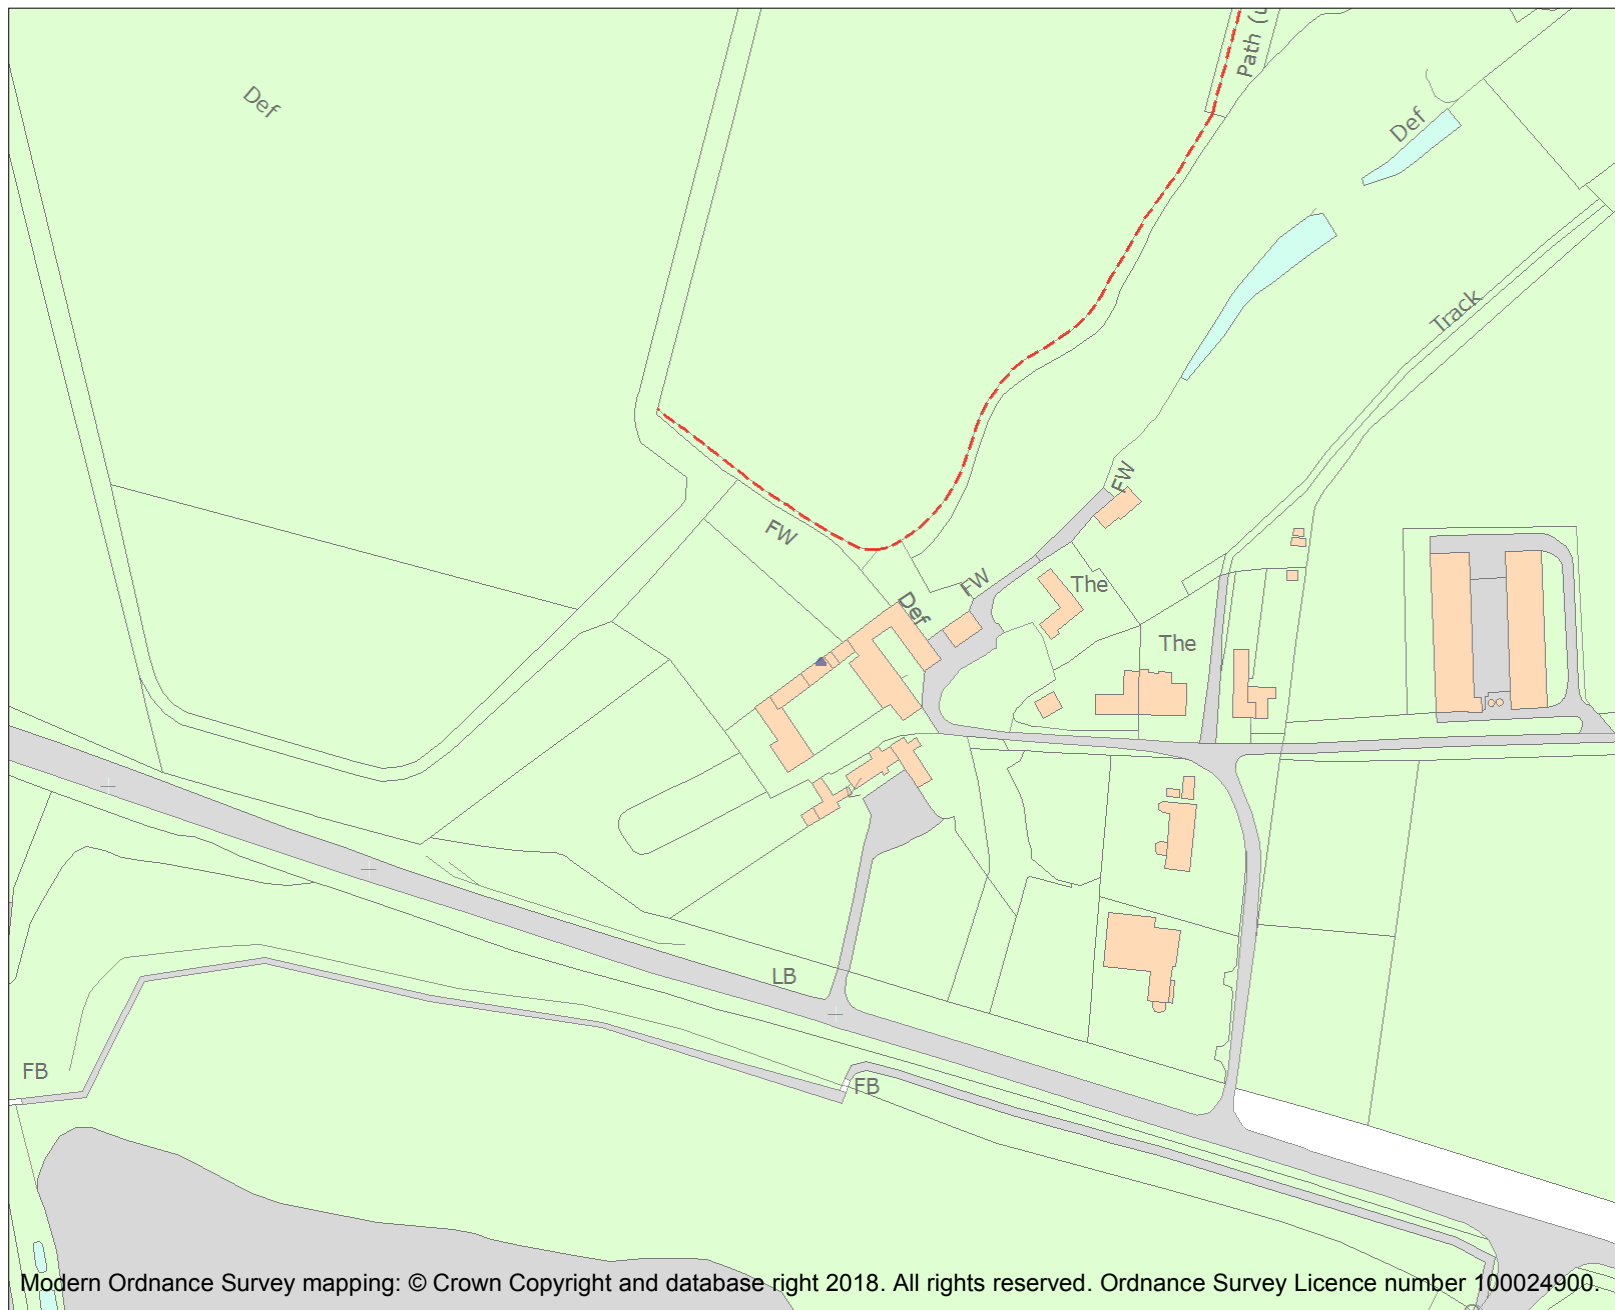 Path (u
Def
Def
Track
FW
FW
FW
Def
The
The
LB
FB
FB
Modern Ordnance Survey mapping: © Crown Copyright and database right 2018. All rights reserved. Ordnance Survey Licence number 100024900.